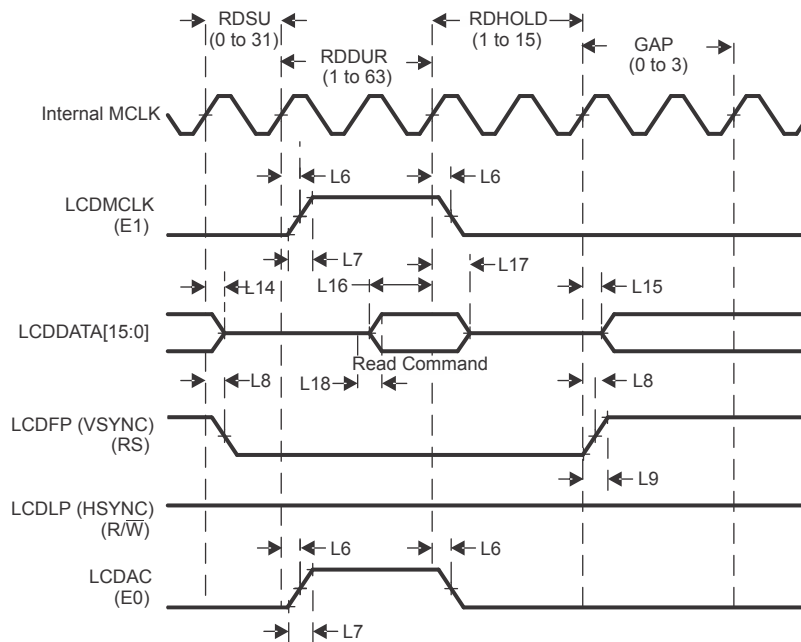 RDSU
(0 to 31)
RDDUR
(1 to 63)
RDHOLD
(1 to 15)
GAP
(0 to 3)
Internal MCLK
L6
L6
LCDMCLK
(E1)
L7
L17
L14
L16
L15
LCDDATA[15:0]
Read Command
L8
L18
L8
LCDFP (VSYNC)
(RS)
L9
LCDLP (HSYNC)
(R/W̅)
L6
L6
LCDAC
(E0)
L7